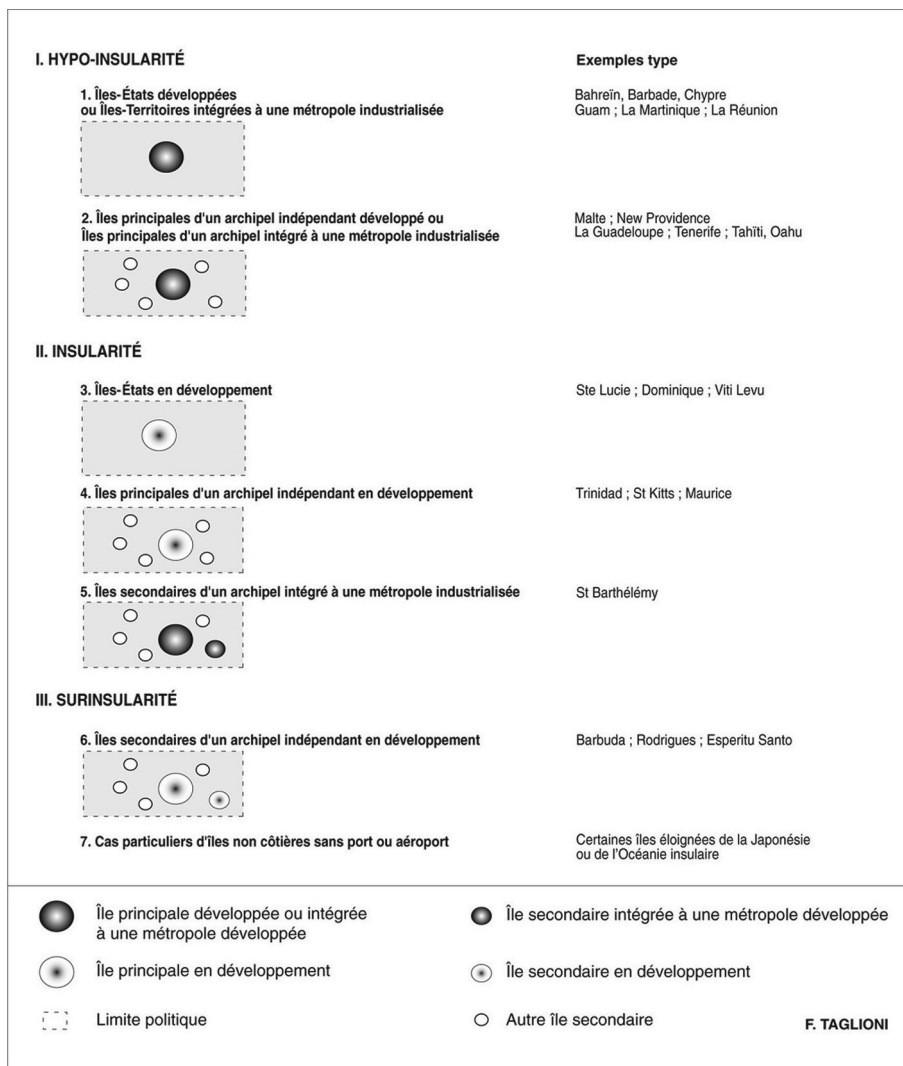 I. HYPO-INSULARITÉ
Exemples type
1. Îles-États développées
ou Îles-Territoires intégrées à une métropole industrialisée
Bahreïn, Barbade, Chypre
Guam ; La Martinique ; La Réunion
2. Îles principales d'un archipel indépendant développé ou
Îles principales d'un archipel intégré à une métropole industrialisée
Malte ; New Providence
La Guadeloupe ; Tenerife ; Tahïti, Oahu
II. INSULARITÉ
3. Îles-États en développement
Ste Lucie ; Dominique ; Viti Levu
4. Îles principales d'un archipel indépendant en développement
Trinidad ; St Kitts ; Maurice
5. Îles secondaires d'un archipel intégré à une métropole industrialisée
St Barthélémy
III. SURINSULARITÉ
6. Îles secondaires d'un archipel indépendant en développement
Barbuda ; Rodrigues ; Esperitu Santo
7. Cas particuliers d'îles non côtières sans port ou aéroport
Certaines îles éloignées de la Japonésie
ou de l'Océanie insulaire
Île principale développée ou intégrée
à une métropole développée
Île secondaire intégrée à une métropole développée
Île principale en développement
Île secondaire en développement
Limite politique
Autre île secondaire
F. TAGLIONI